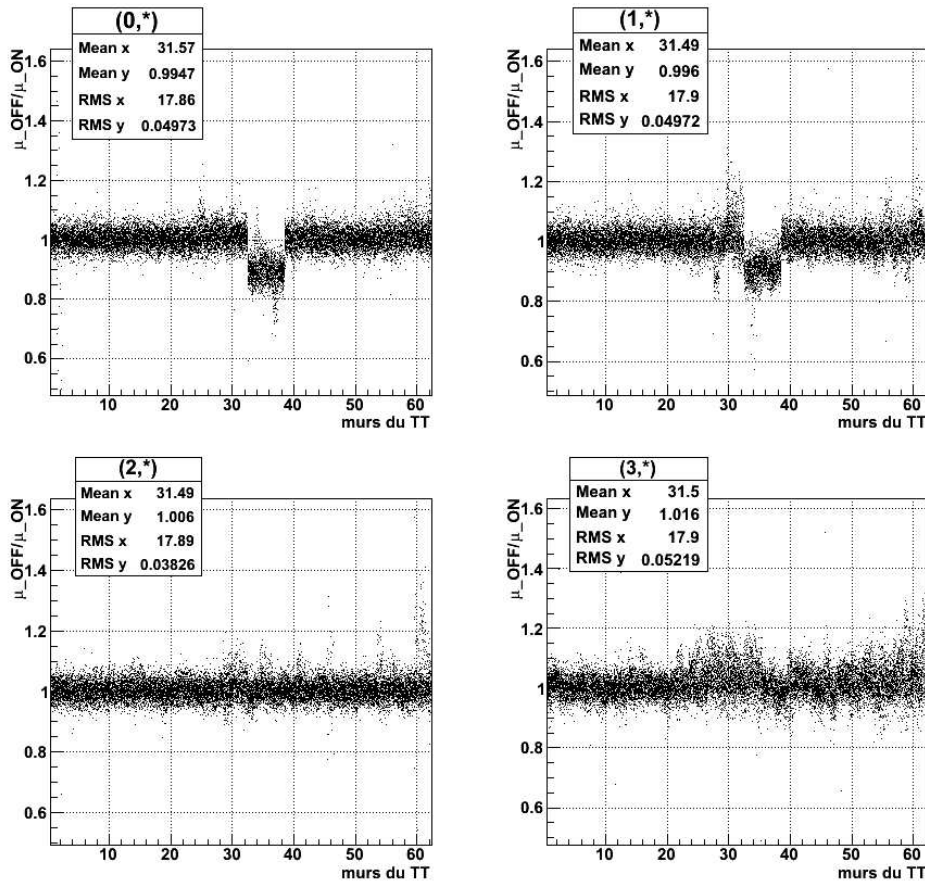 (0,*)
Mean x 31.57
Mean y 0.9947
RMS x 17.86
RMS y 0.04973
μ_OFF/μ_ON
1.6
1.4
1.2
1
0.8
0.6
10 20 30 40 50 60
murs du TT
(1,*)
Mean x 31.49
Mean y 0.996
RMS x 17.9
RMS y 0.04972
μ_OFF/μ_ON
1.6
1.4
1.2
1
0.8
0.6
10 20 30 40 50 60
murs du TT
(2,*)
Mean x 31.49
Mean y 1.006
RMS x 17.89
RMS y 0.03826
μ_OFF/μ_ON
1.6
1.4
1.2
1
0.8
0.6
10 20 30 40 50 60
murs du TT
(3,*)
Mean x 31.5
Mean y 1.016
RMS x 17.9
RMS y 0.05219
μ_OFF/μ_ON
1.6
1.4
1.2
1
0.8
0.6
10 20 30 40 50 60
murs du TT